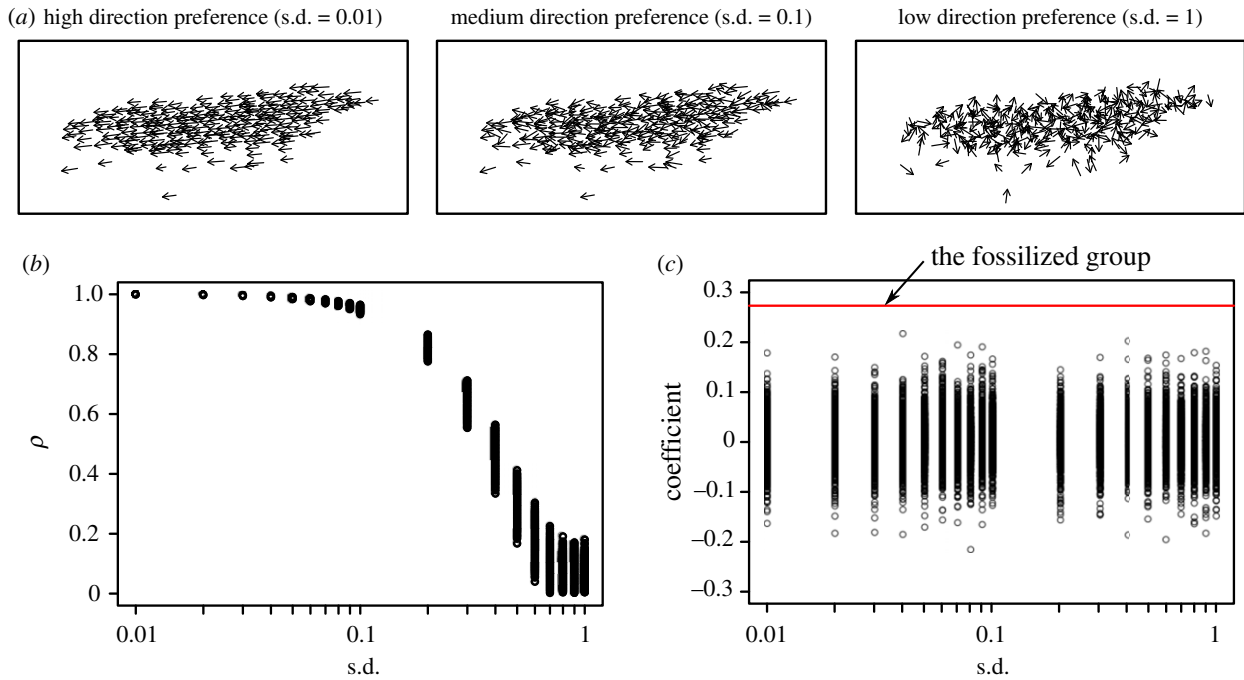 (a) high direction preference (s.d. = 0.01)
medium direction preference (s.d. = 0.1)
low direction preference (s.d. = 1)
(b)
1.0
0.8
0.6
0.4
0.2
0
ρ
0.01
0.1
1
s.d.
(c)
the fossilized group
0.3
0.2
0.1
0
−0.1
−0.2
−0.3
coefficient
0.01
0.1
1
s.d.